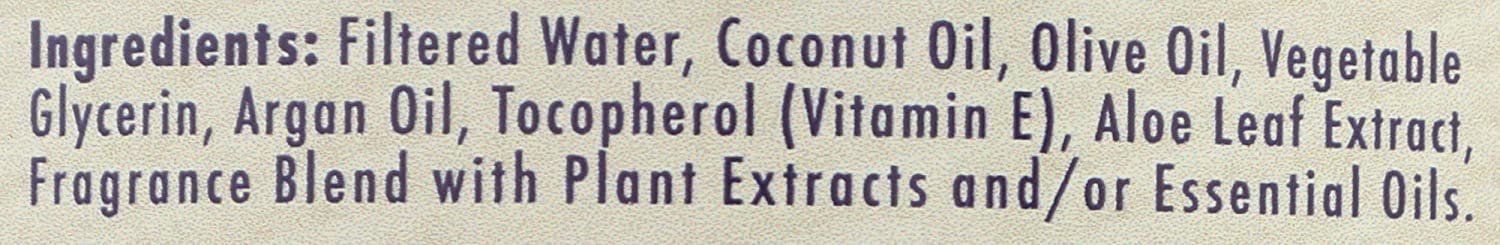 Ingredients: Filtered Water, Coconut Oil, Olive Oil, Vegetable
Glycerin, Argan Oil, Tocopherol (Vitamin E), Aloe Leaf Extract,
Fragrance Blend with Plant Extracts and/or Essential Oils.